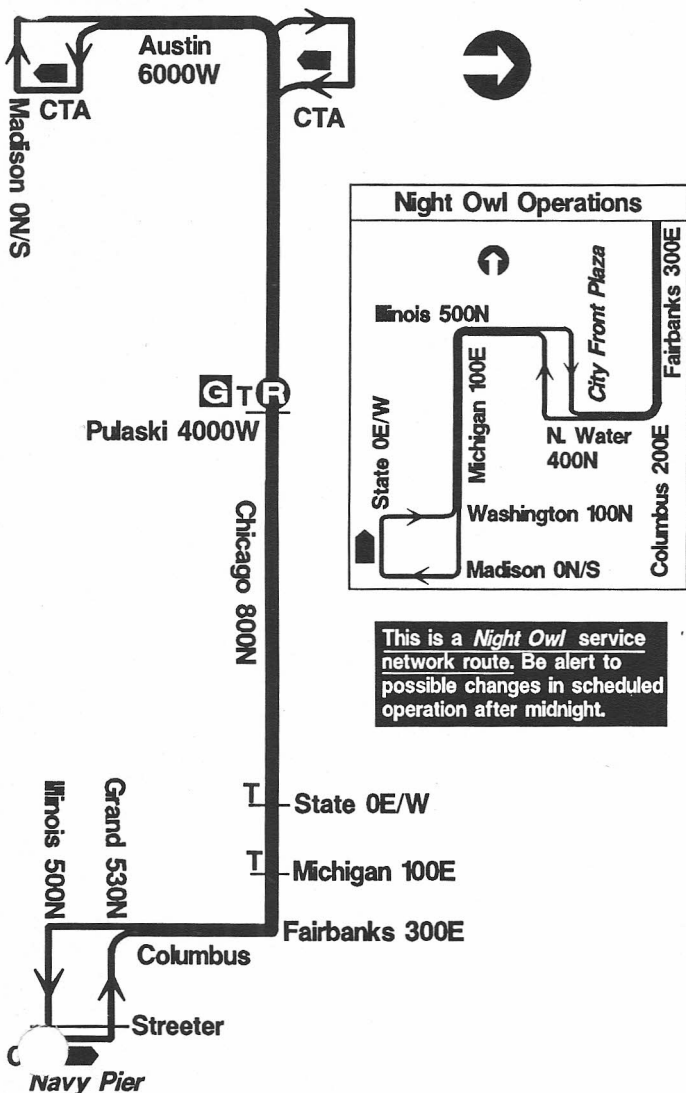 Austin
6000W
CTA
CTA
Madison 0N/S
Night Owl Operations
Illinois 500N
City Front Plaza
Fairbanks 300E
Michigan 100E
State 0E/W
N. Water
400N
Columbus 200E
Washington 100N
Madison 0N/S
G T R
Pulaski 4000W
Chicago 800N
This is a Night Owl service
network route. Be alert to
possible changes in scheduled
operation after midnight.
T
State 0E/W
T
Michigan 100E
Illinois 500N
Grand 530N
Fairbanks 300E
Columbus
Streeter
Navy Pier